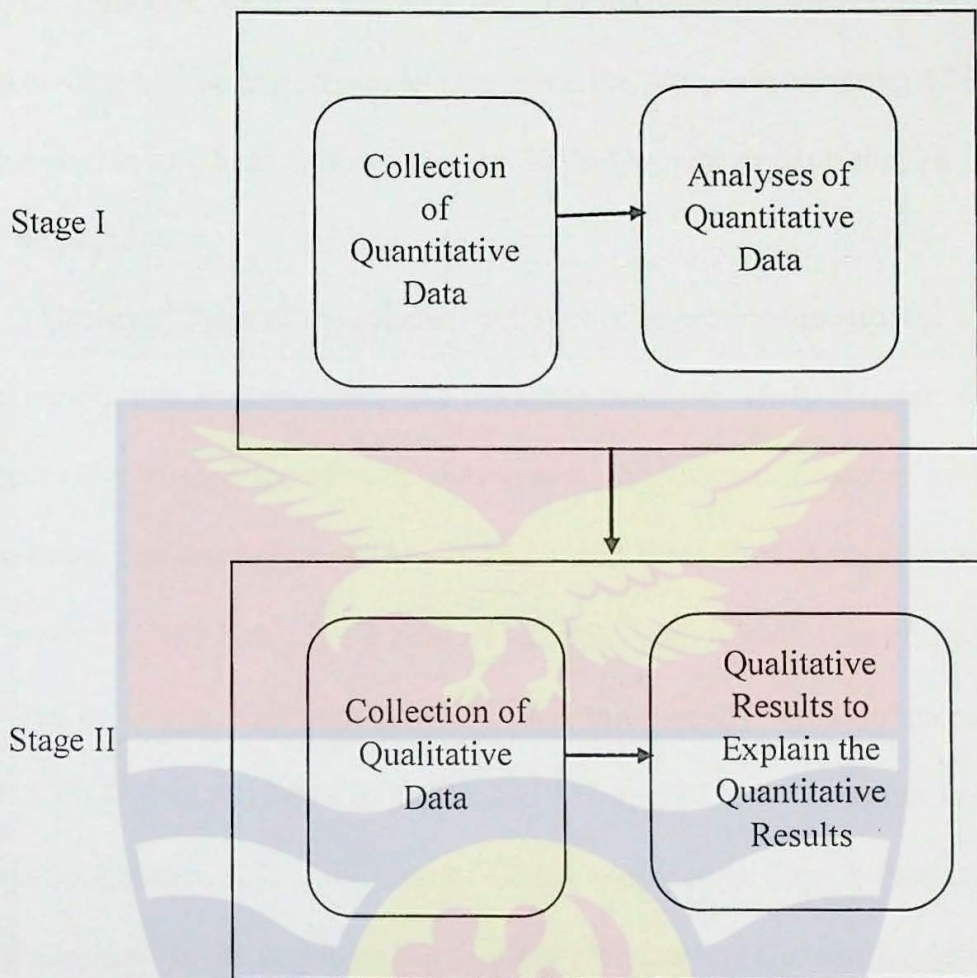 Stage I
Collection
of
Quantitative
Data
Analyses of
Quantitative
Data
Stage II
Collection of
Qualitative
Data
Qualitative
Results to
Explain the
Quantitative
Results